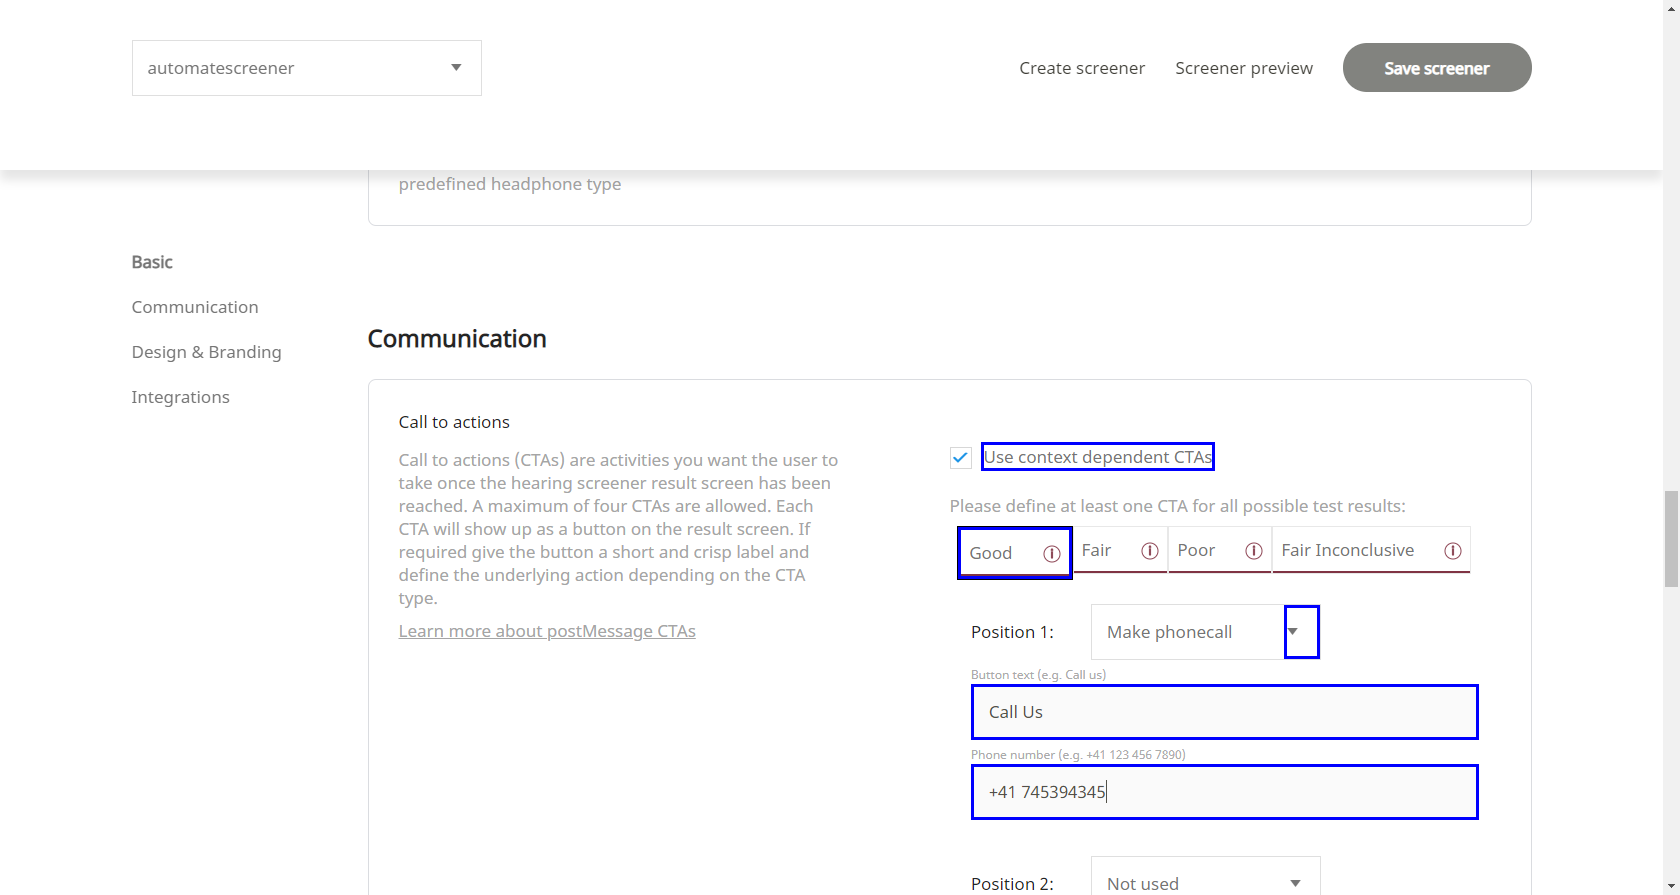 automatescreener
Create screener
Screener preview
Save screener
predefined headphone type
Basic
Communication
Design & Branding
Integrations
Communication
Call to actions
Call to actions (CTAs) are activities you want the user to
take once the hearing screener result screen has been
reached. A maximum of four CTAs are allowed. Each
CTA will show up as a button on the result screen. If
required give the button a short and crisp label and
define the underlying action depending on the CTA
type.
Learn more about postMessage CTAs
Use context dependent CTAs
Please define at least one CTA for all possible test results:
Good
Fair
Poor
Fair Inconclusive
Position 1:
Make phonecall
Button text (e.g. Call us)
Call Us
Phone number (e.g. +41 123 456 7890)
+41 745394345
Position 2:
Not used